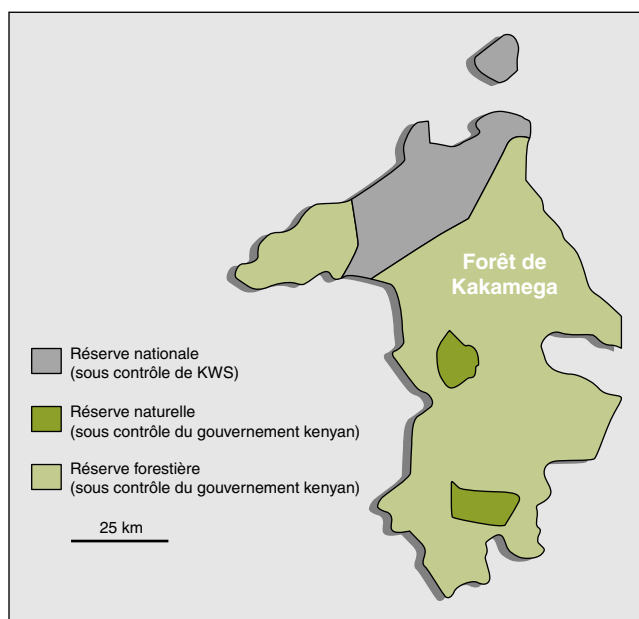 Forêt de
Kakamega
Réserve nationale
(sous contrôle de KWS)
Réserve naturelle
(sous contrôle du gouvernement kenyan)
Réserve forestière
(sous contrôle du gouvernement kenyan)
25 km